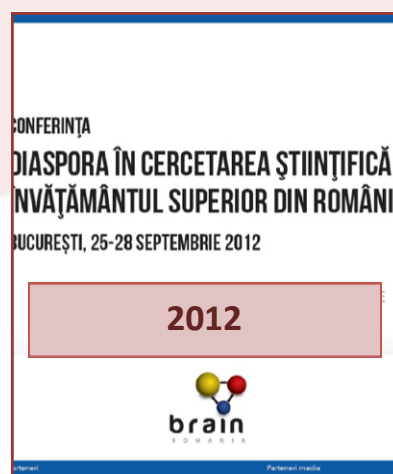 CONFERINȚA
DIASPORA ÎN CERCETAREA ȘTIINȚIFICĂ
ÎNVĂȚĂMÂNTUL SUPERIOR DIN ROMÂNI
BUCUREȘTI, 25-28 SEPTEMBRIE 2012
2012
brain
ROMANIA
Parteneri
Parteneri media